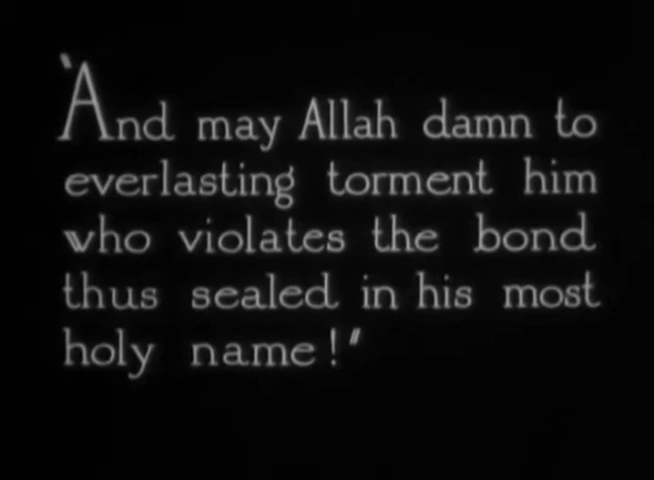 "And may Allah damn to
everlasting torment him
who violates the bond
thus sealed in his most
holy name!"